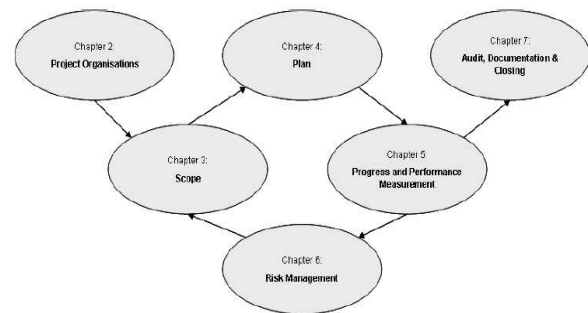 Chapter 2:
Project Organisations
Chapter 4:
Plan
Chapter 7:
Audit, Documentation &
Closing
Chapter 3:
Scope
Chapter 5:
Progress and Performance
Measurement
Chapter 6:
Risk Management